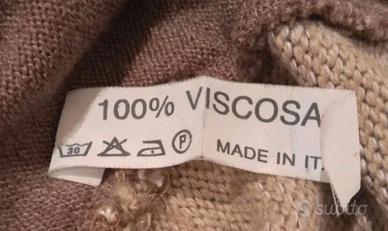 100% VISCOSA
30 P
MADE IN IT
subito